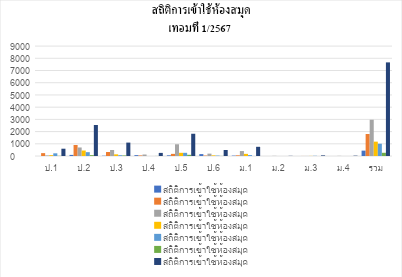 สถิติการเข้าใช้ห้องสมุด
เทอมที่ 1/2567
9000
8000
7000
6000
5000
4000
3000
2000
1000
0
ป.1 ป.2 ป.3 ป.4 ป.5 ป.6 ม.1 ม.2 ม.3 ม.4 รวม
สถิติการเข้าใช้ห้องสมุด
สถิติการเข้าใช้ห้องสมุด
สถิติการเข้าใช้ห้องสมุด
สถิติการเข้าใช้ห้องสมุด
สถิติการเข้าใช้ห้องสมุด
สถิติการเข้าใช้ห้องสมุด
สถิติการเข้าใช้ห้องสมุด